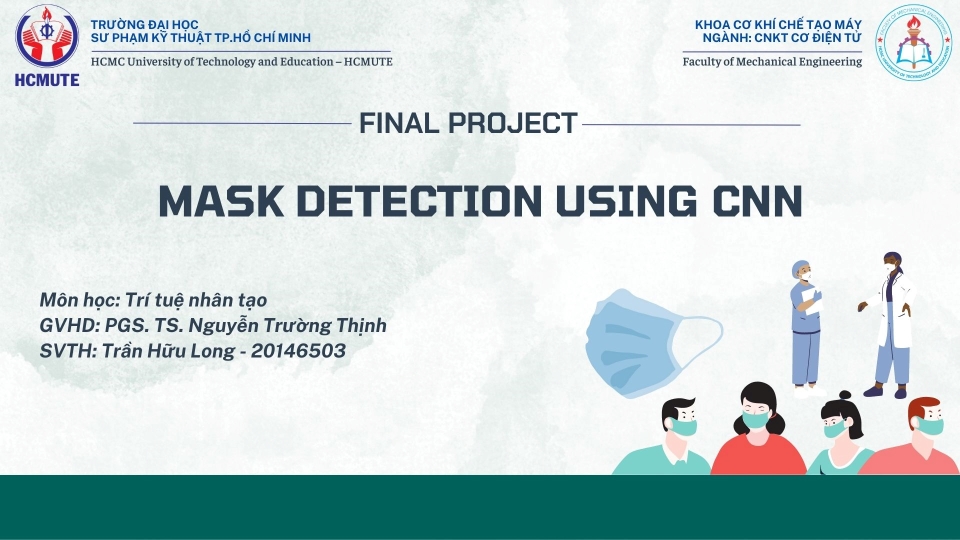 TRƯỜNG ĐẠI HỌC
SƯ PHẠM KỸ THUẬT TP.HỒ CHÍ MINH
HCMC University of Technology and Education – HCMUTE
HCMUTE
KHOA CƠ KHÍ CHẾ TẠO MÁY
NGÀNH: CNKT CƠ ĐIỆN TỬ
Faculty of Mechanical Engineering
FINAL PROJECT
MASK DETECTION USING CNN
Môn học: Trí tuệ nhân tạo
GVHD: PGS. TS. Nguyễn Trường Thịnh
SVTH: Trần Hữu Long - 20146503